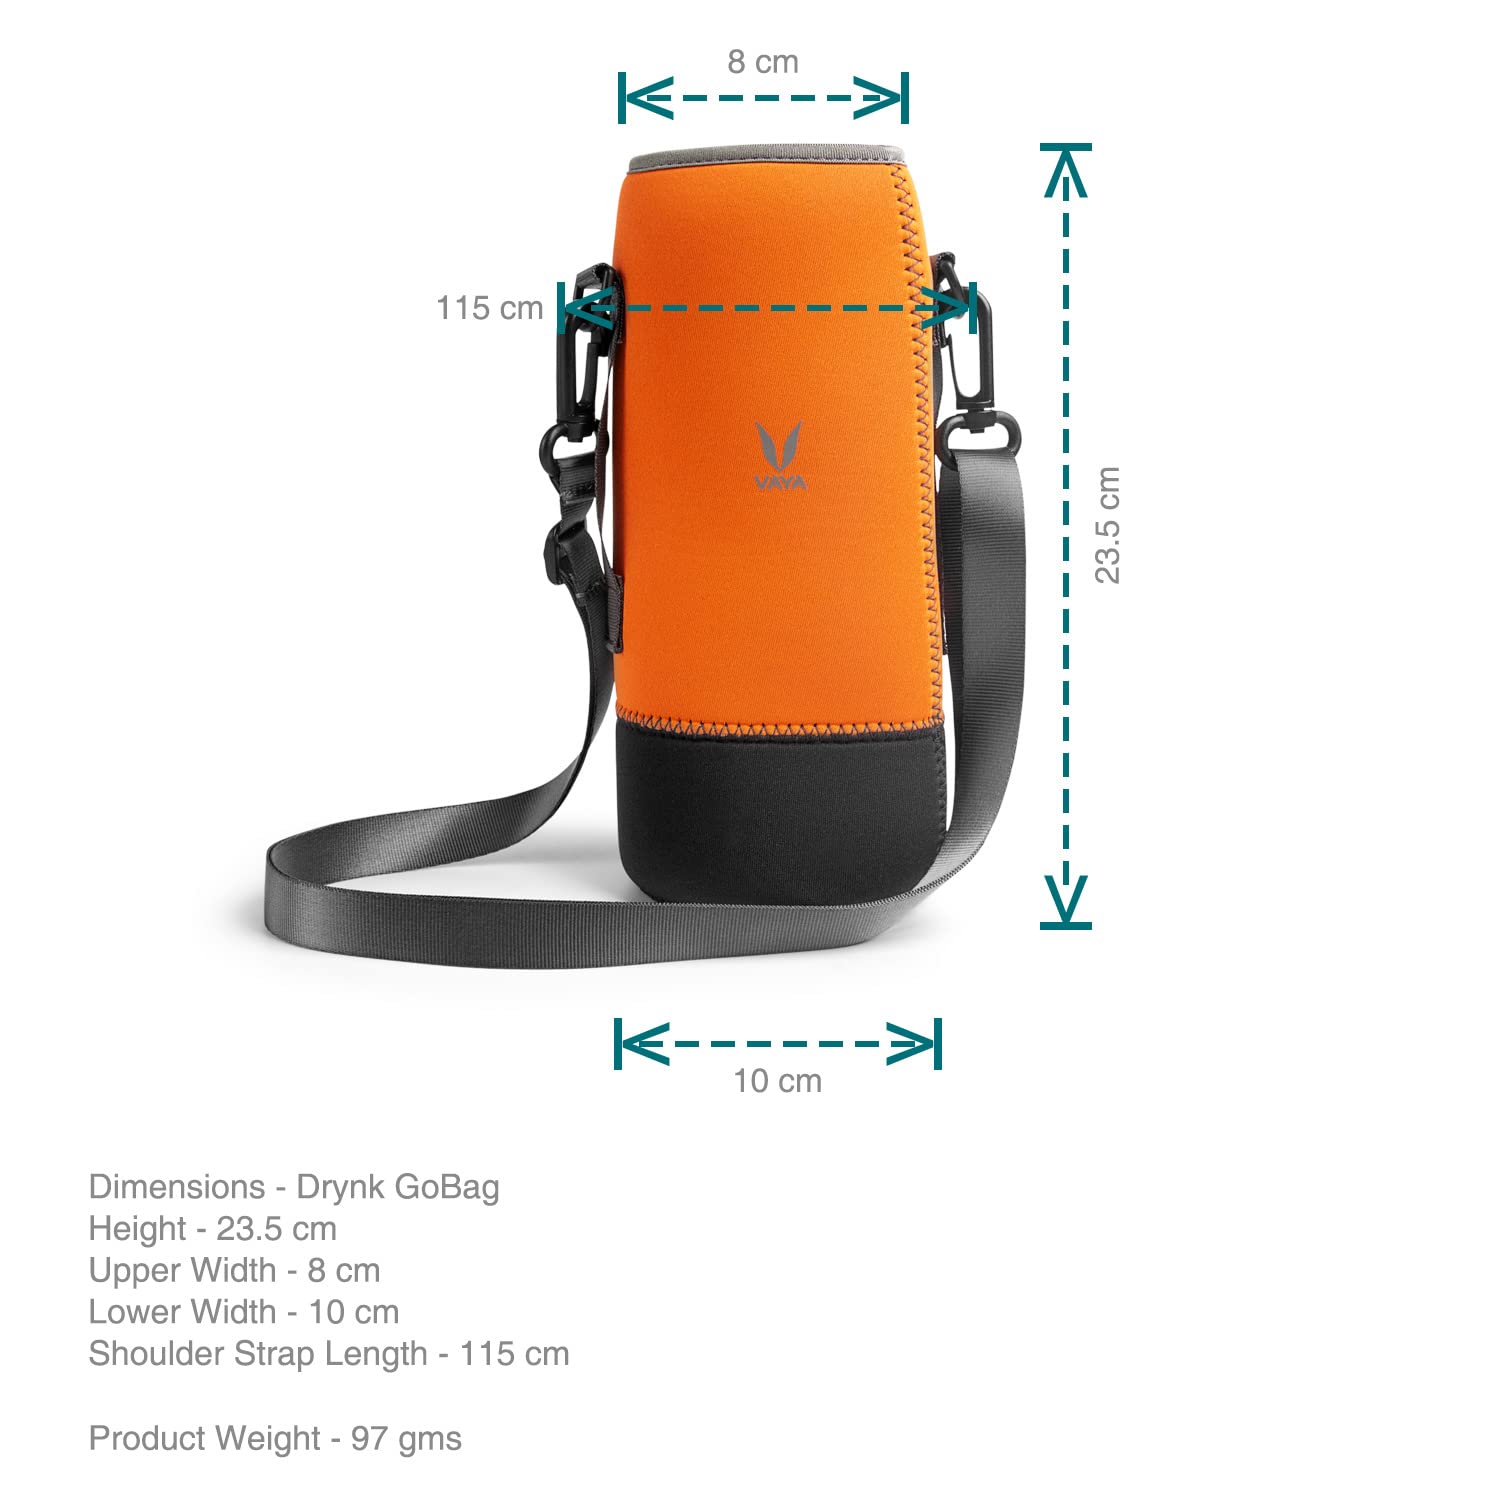 8 cm
115 cm
VAYA
23.5 cm
10 cm
Dimensions - Drynk GoBag
Height - 23.5 cm
Upper Width - 8 cm
Lower Width - 10 cm
Shoulder Strap Length - 115 cm
Product Weight - 97 gms